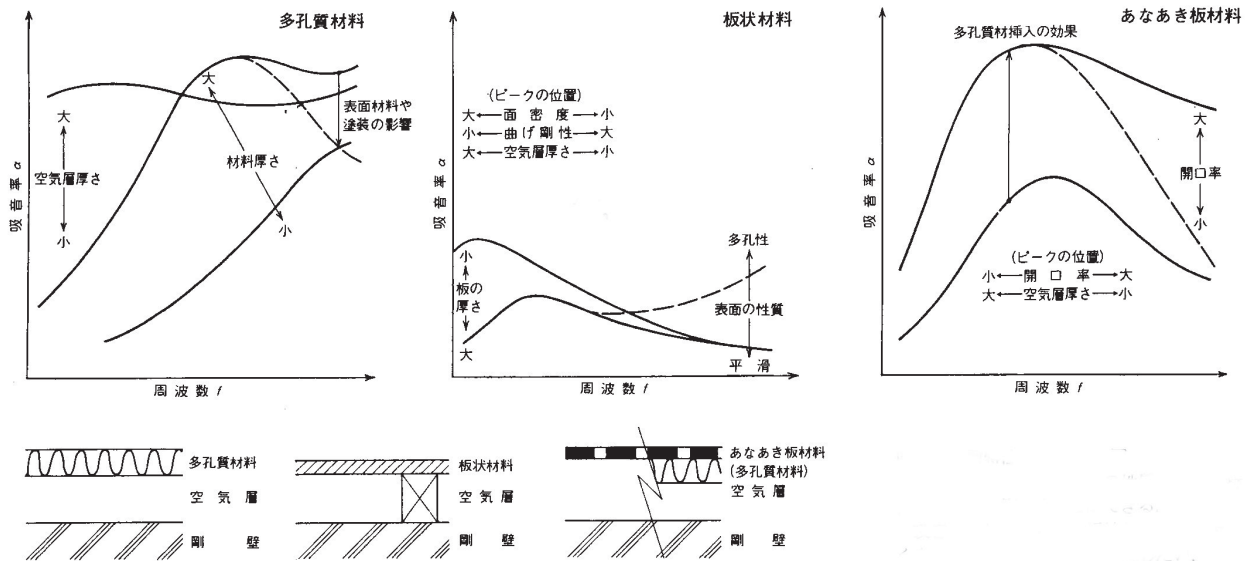 多孔質材料
大
大
空気層厚さ
小
材料厚さ
小
表面材料や
塗装の影響
吸音率 α
周波数 f
板状材料
(ピークの位置)
大←面密度→小
小←曲げ剛性→大
大←空気層厚さ→小
小
板の
厚さ
大
多孔性
表面の性質
平滑
吸音率 α
周波数 f
あなあき板材料
多孔質材挿入の効果
大
開口率
小
(ピークの位置)
小←開口率→大
大←空気層厚さ→小
吸音率 α
周波数 f
多孔質材料
空気層
剛壁
板状材料
空気層
剛壁
あなあき板材料
(多孔質材料)
空気層
剛壁